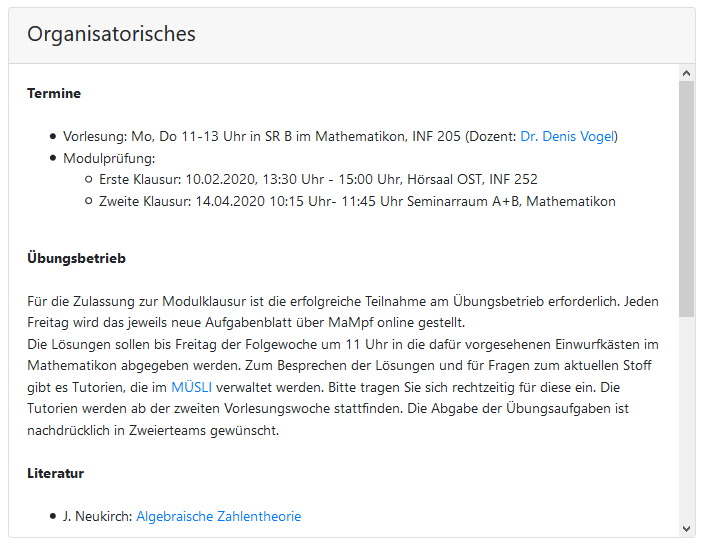 Organisatorisches
Termine
Vorlesung: Mo, Do 11-13 Uhr in SR B im Mathematikon, INF 205 (Dozent: Dr. Denis Vogel)
Modulprüfung:
Erste Klausur: 10.02.2020, 13:30 Uhr - 15:00 Uhr, Hörsaal OST, INF 252
Zweite Klausur: 14.04.2020 10:15 Uhr- 11:45 Uhr Seminarraum A+B, Mathematikon
Übungsbetrieb
Für die Zulassung zur Modulklausur ist die erfolgreiche Teilnahme am Übungsbetrieb erforderlich. Jeden
Freitag wird das jeweils neue Aufgabenblatt über MaMpf online gestellt.
Die Lösungen sollen bis Freitag der Folgewoche um 11 Uhr in die dafür vorgesehenen Einwurfkästen im
Mathematikon abgegeben werden. Zum Besprechen der Lösungen und für Fragen zum aktuellen Stoff
gibt es Tutorien, die im MÜSLI verwaltet werden. Bitte tragen Sie sich rechtzeitig für diese ein. Die
Tutorien werden ab der zweiten Vorlesungswoche stattfinden. Die Abgabe der Übungsaufgaben ist
nachdrücklich in Zweierteams gewünscht.
Literatur
J. Neukirch: Algebraische Zahlentheorie